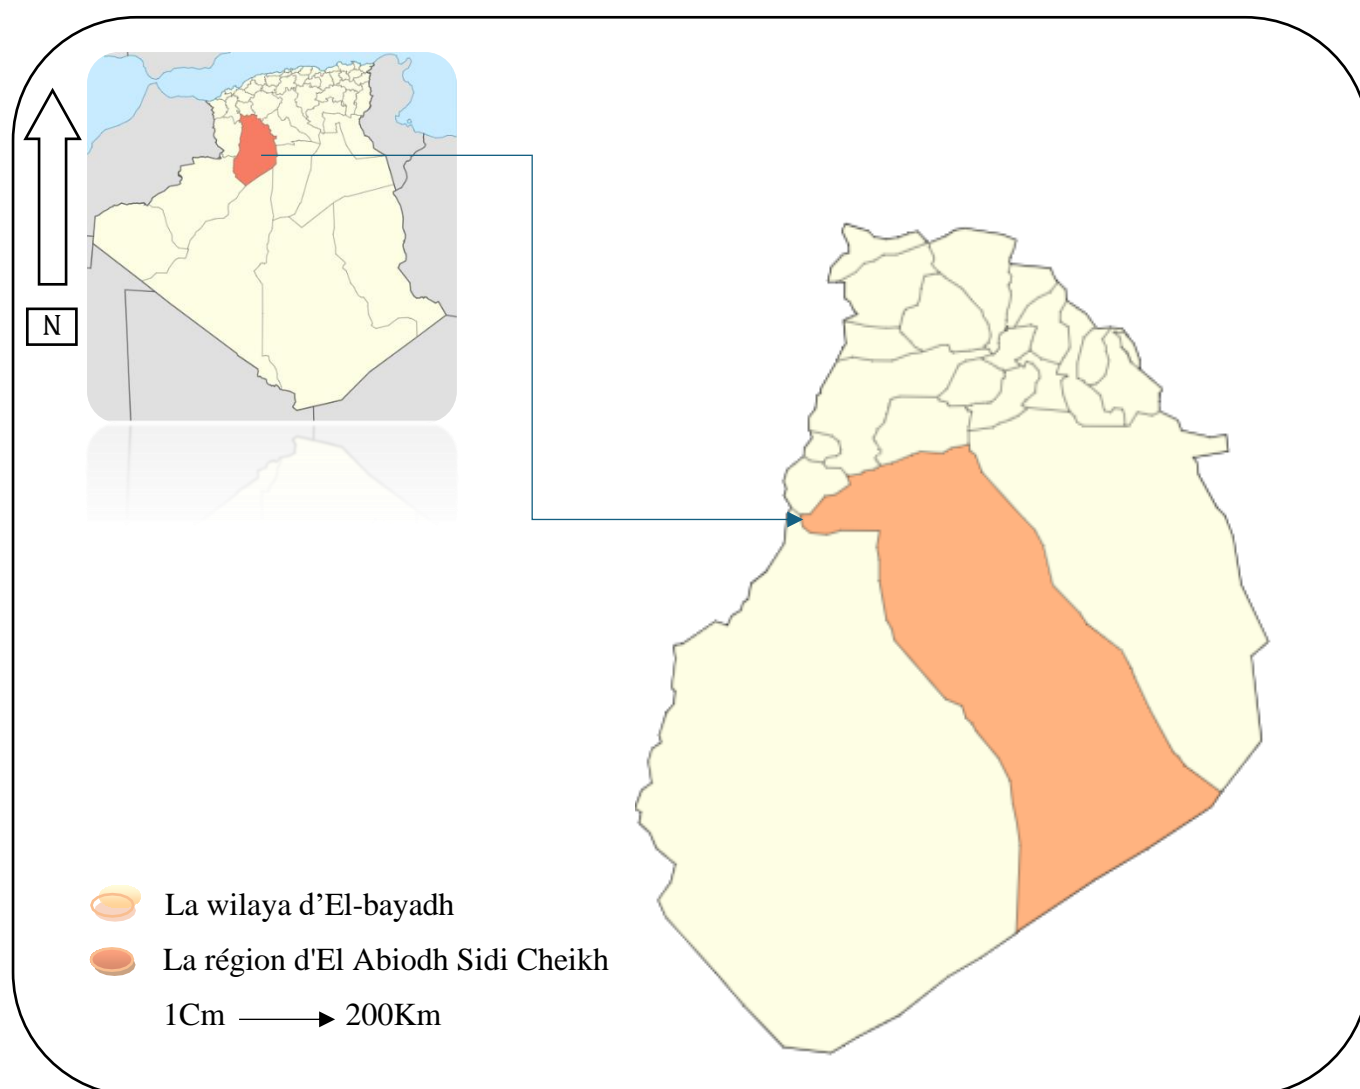 N
La wilaya d’El-bayadh
La région d'El Abiodh Sidi Cheikh
1Cm 200Km